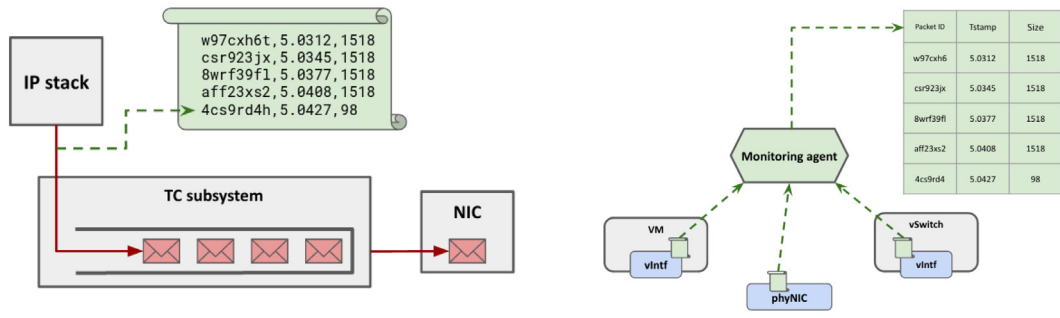 IP stack
w97cxh6t,5.0312,1518
csr923jx,5.0345,1518
8wrf39fl,5.0377,1518
aff23xs2,5.0408,1518
4cs9rd4h,5.0427,98
TC subsystem
NIC
Packet ID Tstamp Size
w97cxh6 5.0312 1518
csr923jx 5.0345 1518
8wrf39fl 5.0377 1518
aff23xs2 5.0408 1518
4cs9rd4 5.0427 98
Monitoring agent
VM
vIntf
phyNIC
vSwitch
vIntf